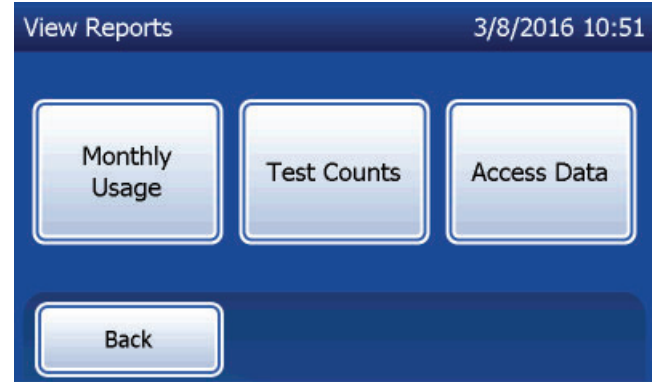 View Reports 3/8/2016 10:51
Monthly
Usage
Test Counts
Access Data
Back